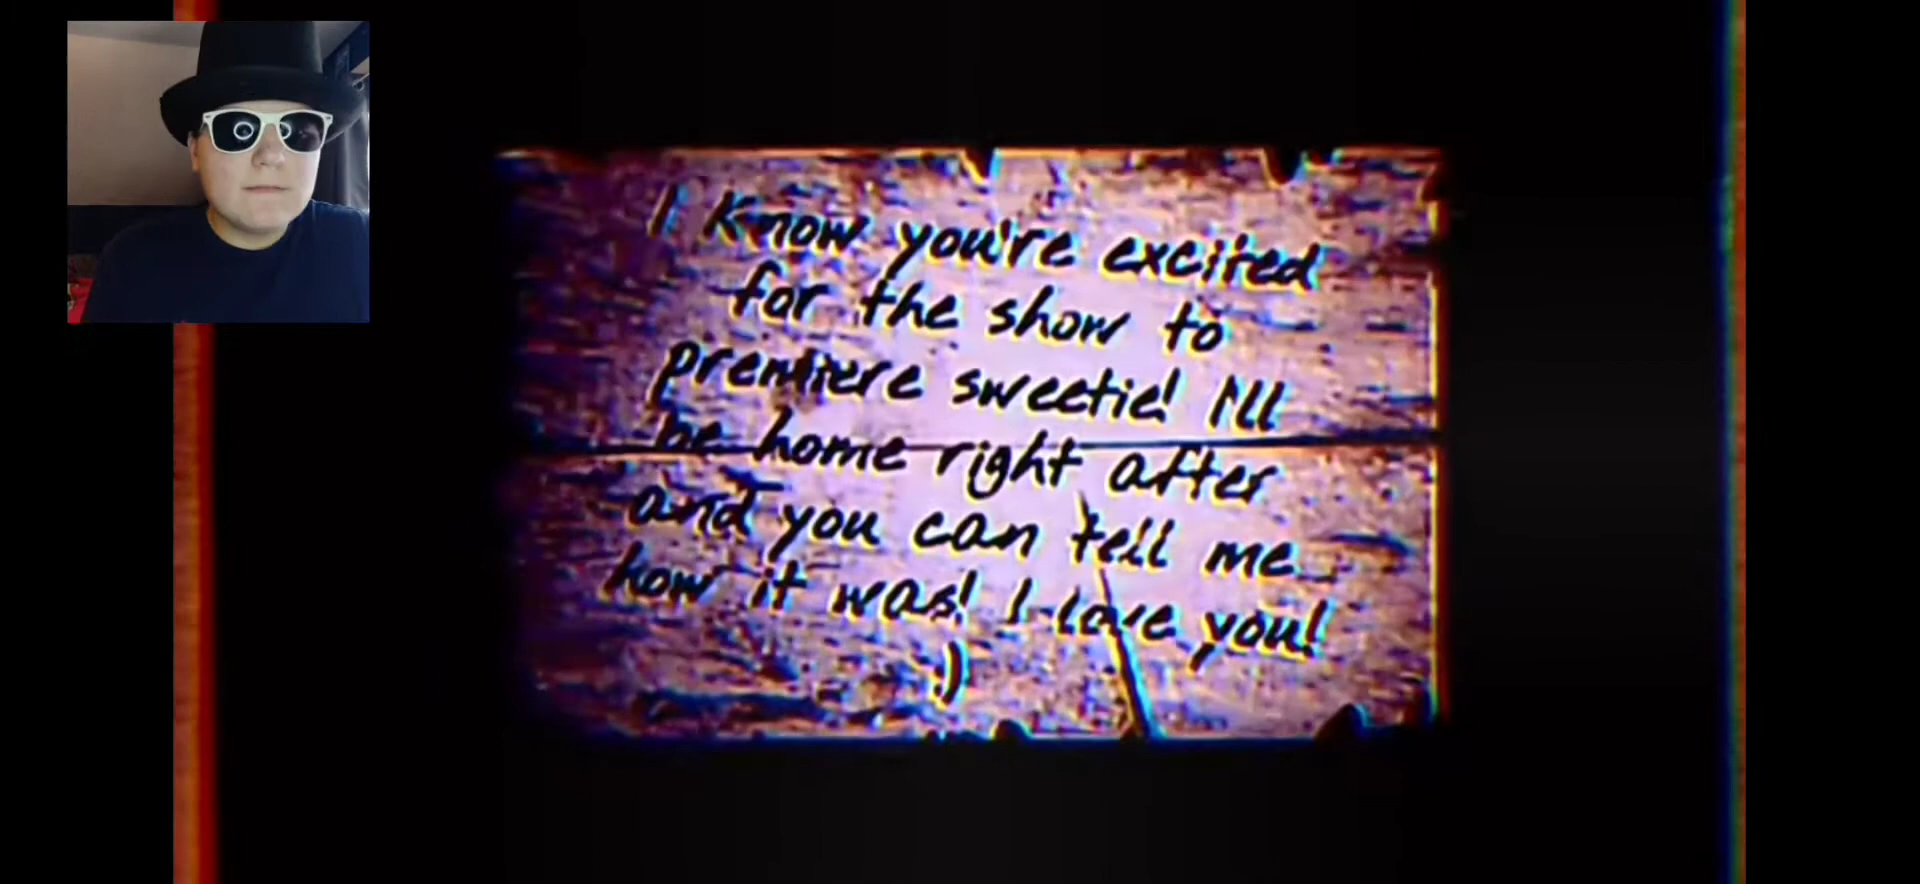 I Know you're excited
for the show to
premiere sweetie! I'll
be home right after
and you can tell me
how it was! I love you!
:)